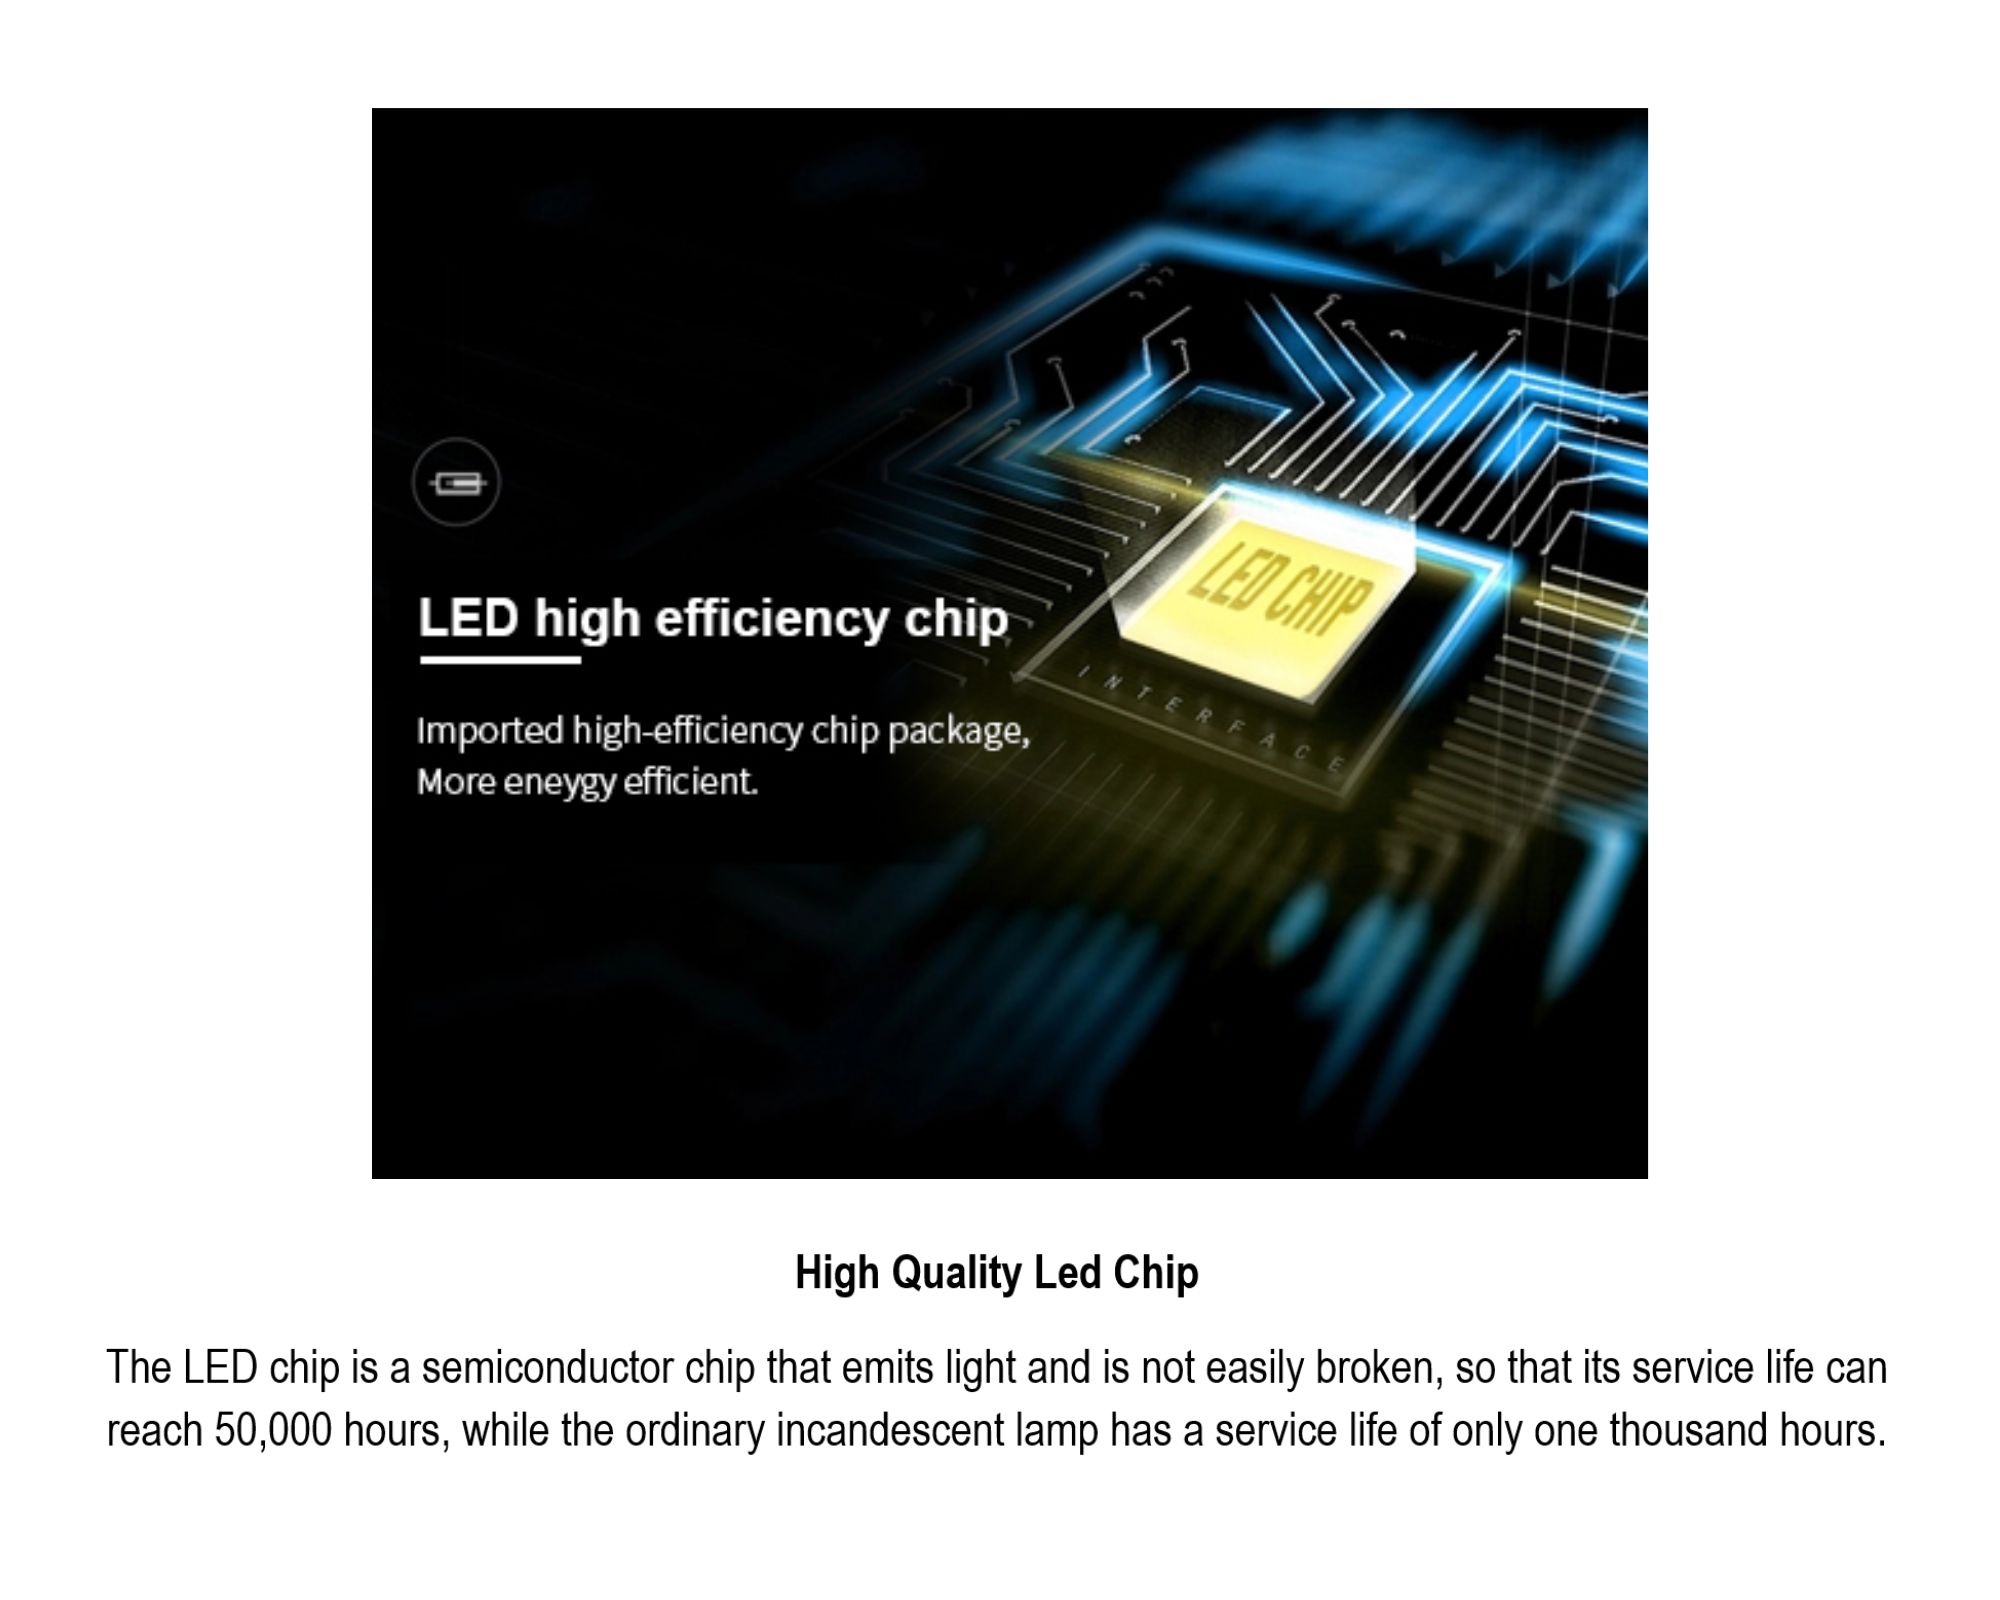 LED high efficiency chip
Imported high-efficiency chip package,
More eneygy efficient.
LED CHIP
INTERFACE
High Quality Led Chip
The LED chip is a semiconductor chip that emits light and is not easily broken, so that its service life can
reach 50,000 hours, while the ordinary incandescent lamp has a service life of only one thousand hours.